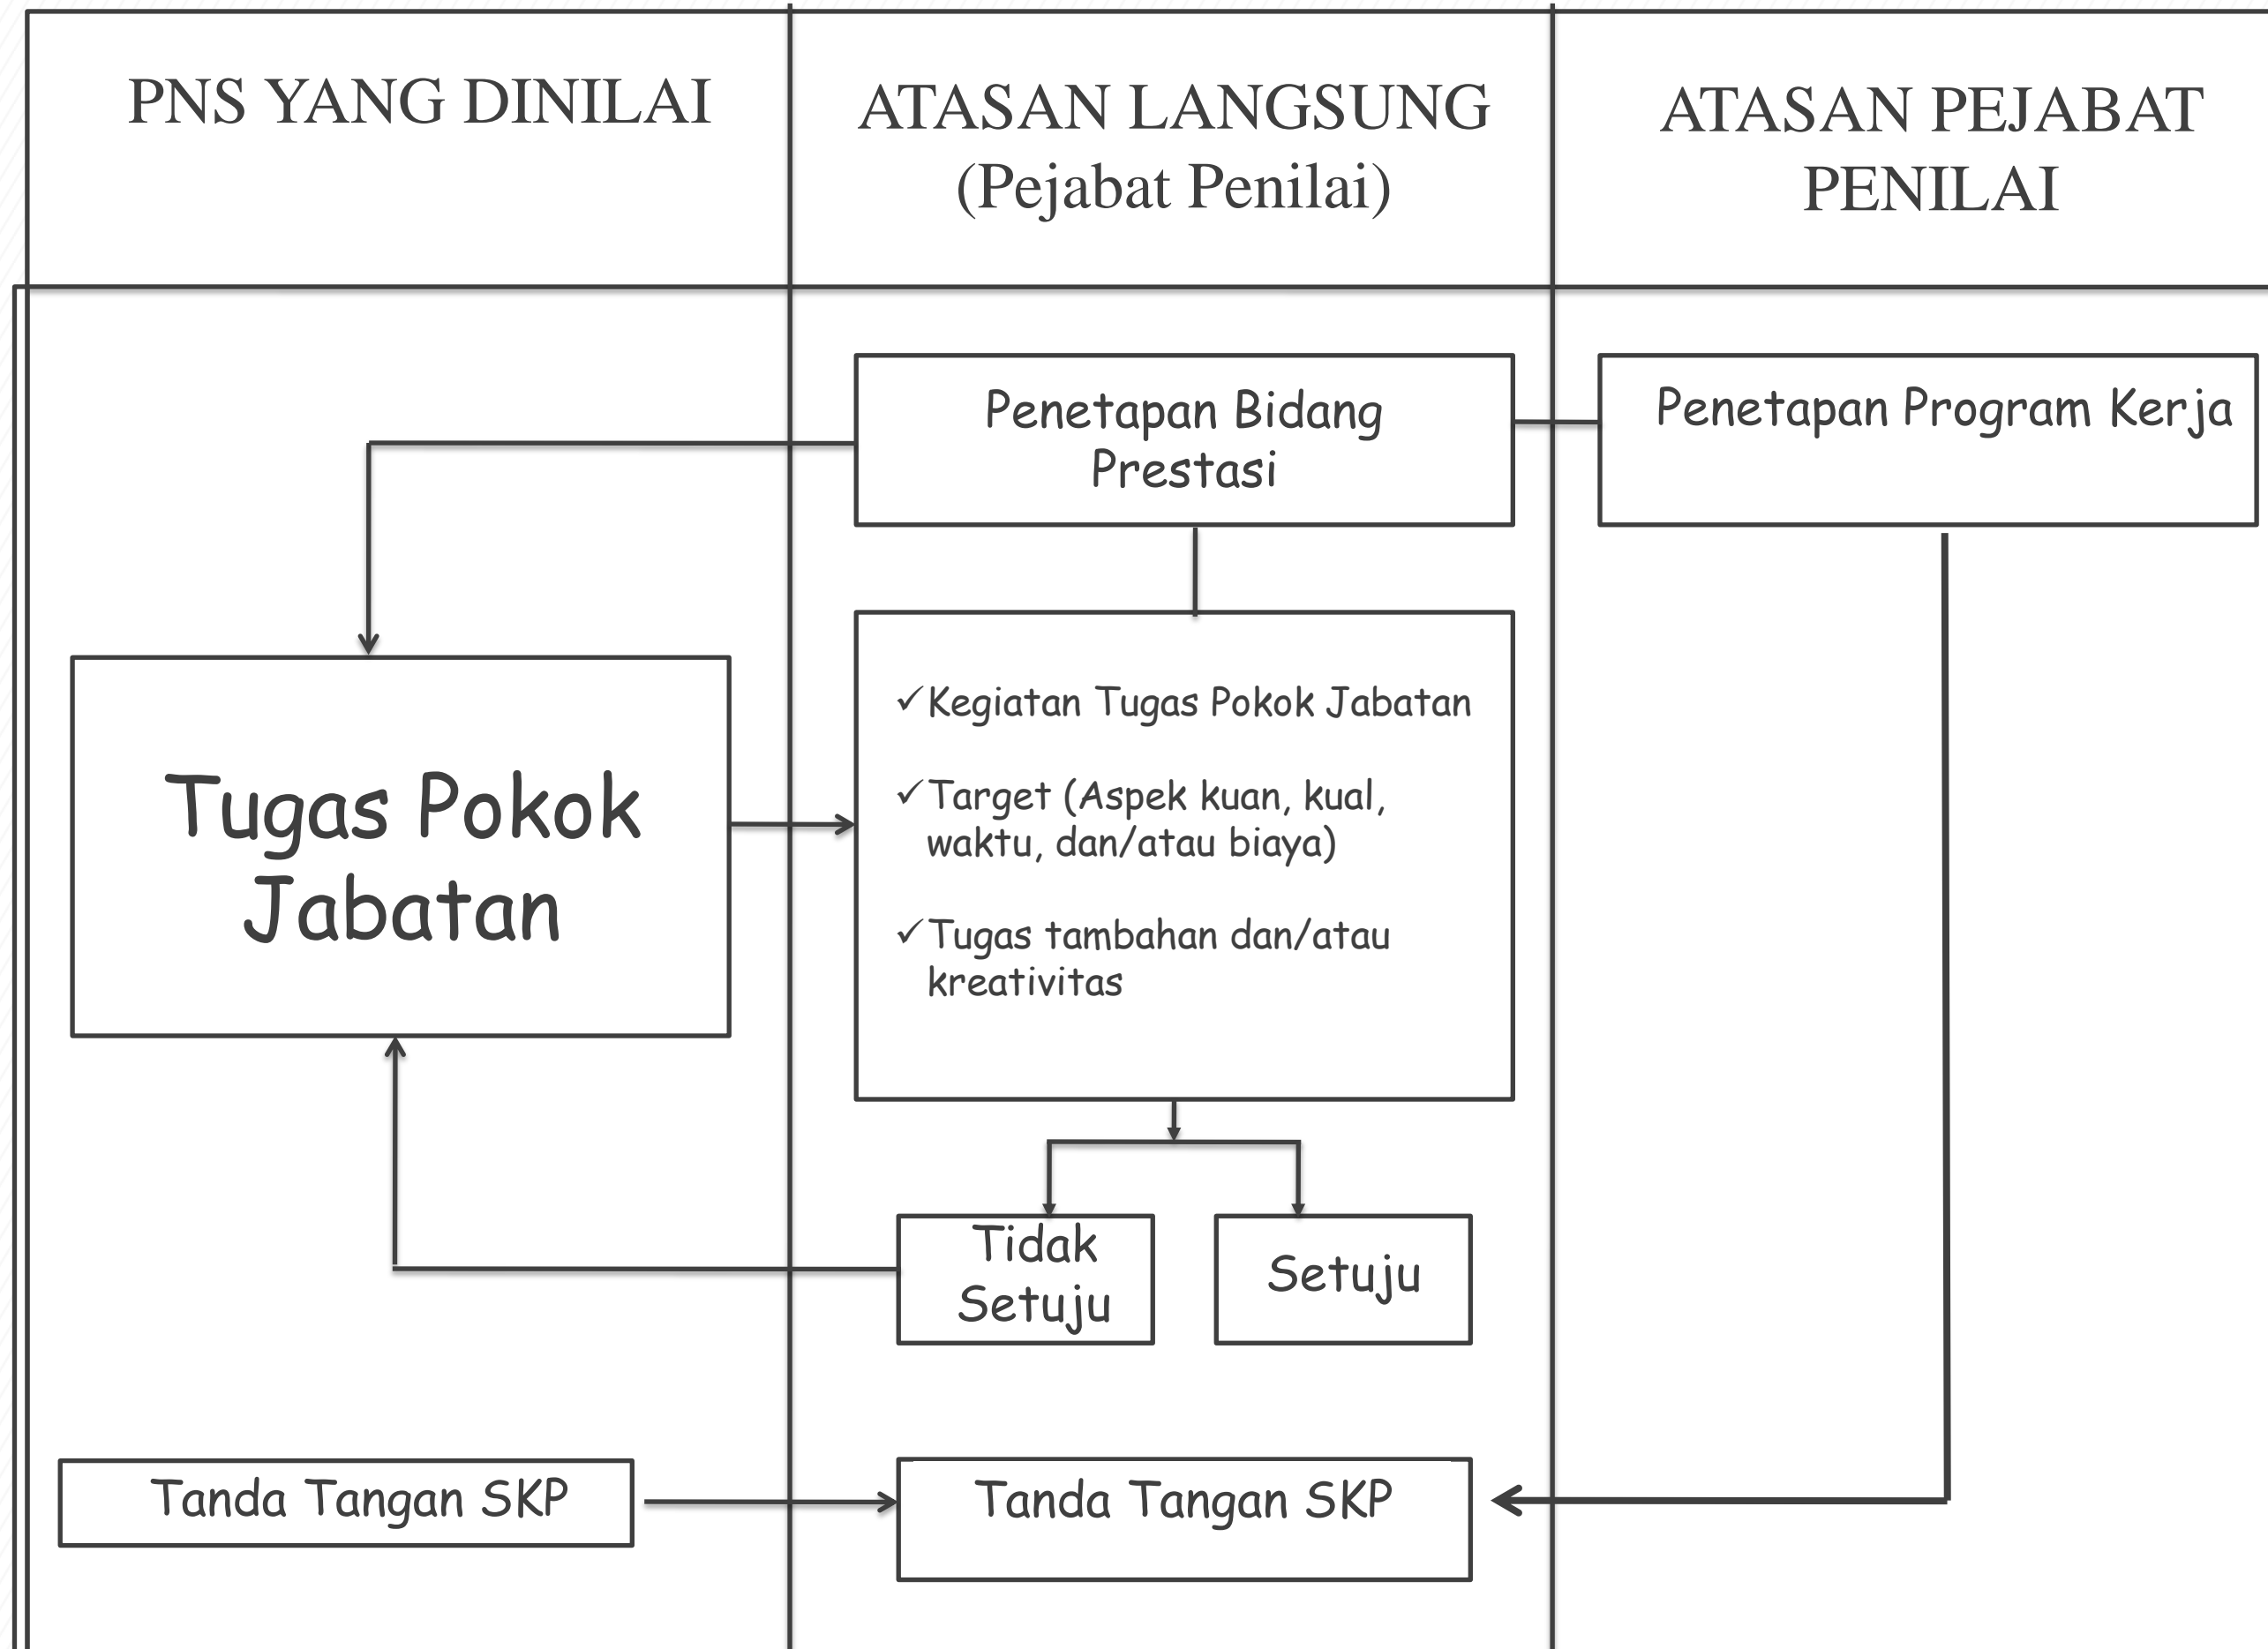 PNS YANG DINILAI
ATASAN LANGSUNG
(Pejabat Penilai)
ATASAN PEJABAT
PENILAI
Penetapan Bidang
Prestasi
Penetapan Program Kerja
Tugas Pokok
Jabatan
✓Kegiatan Tugas Pokok Jabatan
✓Target (Aspek kuan, kual,
waktu, dan/atau biaya)
✓Tugas tambahan dan/atau
kreativitas
Tidak
Setuju
Setuju
Tanda Tangan SKP
Tanda Tangan SKP